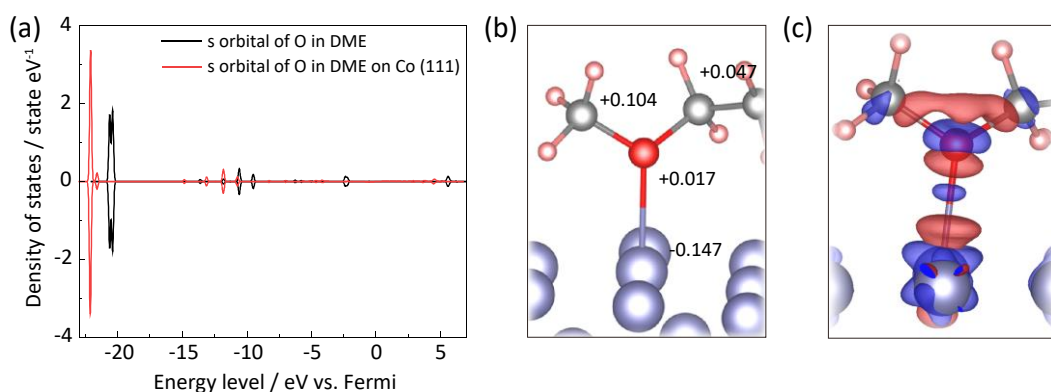 (a)
4
2
0
-2
-4
Density of states / state eV⁻¹
s orbital of O in DME
s orbital of O in DME on Co (111)
-20
-15
-10
-5
0
5
Energy level / eV vs. Fermi
(b)
+0.104
+0.047
+0.017
-0.147
(c)